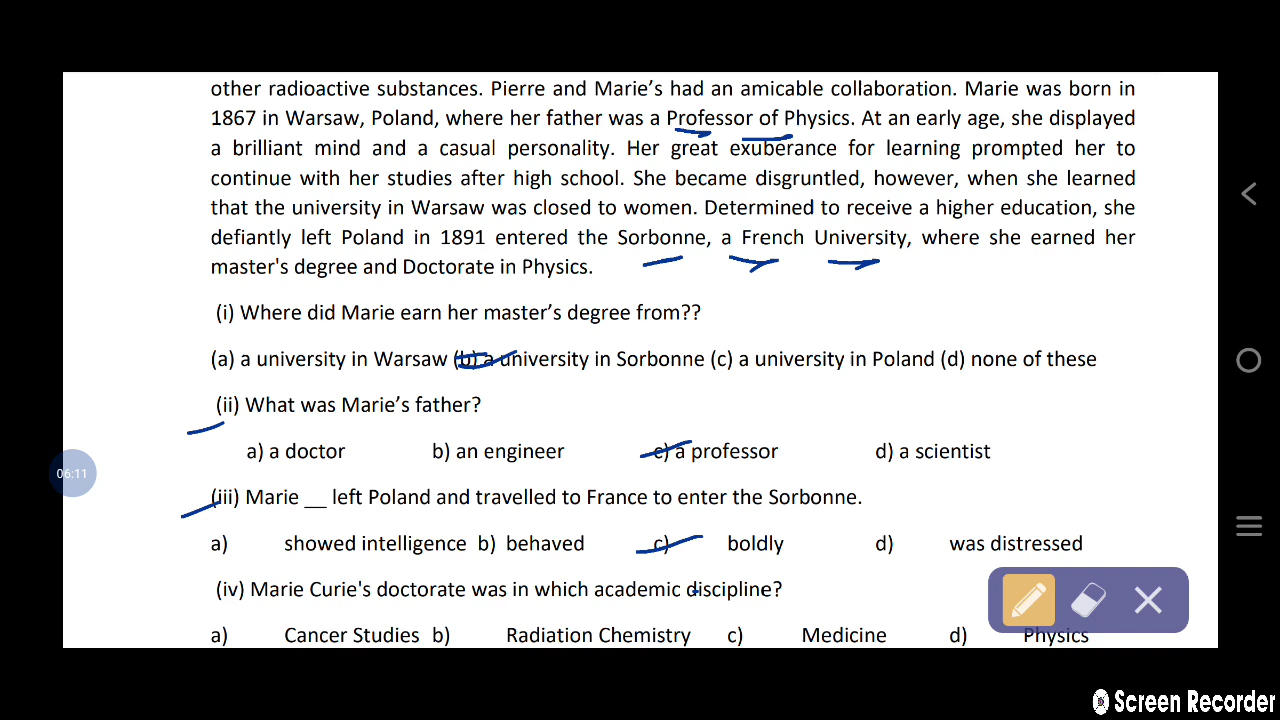 other radioactive substances. Pierre and Marie’s had an amicable collaboration. Marie was born in
1867 in Warsaw, Poland, where her father was a Professor of Physics. At an early age, she displayed
a brilliant mind and a casual personality. Her great exuberance for learning prompted her to
continue with her studies after high school. She became disgruntled, however, when she learned
that the university in Warsaw was closed to women. Determined to receive a higher education, she
defiantly left Poland in 1891 entered the Sorbonne, a French University, where she earned her
master's degree and Doctorate in Physics.
(i) Where did Marie earn her master’s degree from??
(a) a university in Warsaw (b) a university in Sorbonne (c) a university in Poland (d) none of these
(ii) What was Marie’s father?
a) a doctor b) an engineer c) a professor d) a scientist
06:11
(iii) Marie __ left Poland and travelled to France to enter the Sorbonne.
a) showed intelligence b) behaved c) boldly d) was distressed
(iv) Marie Curie's doctorate was in which academic discipline?
a) Cancer Studies b) Radiation Chemistry c) Medicine d) Physics
Screen Recorder